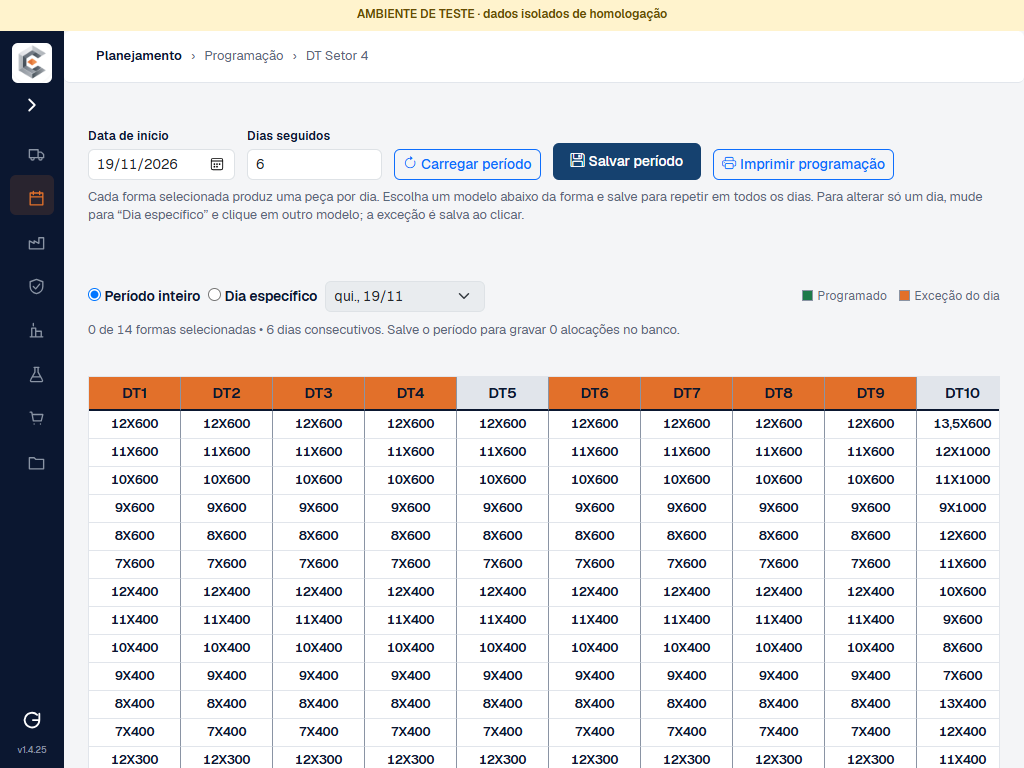 AMBIENTE DE TESTE · dados isolados de homologação
Planejamento › Programação › DT Setor 4
Data de início Dias seguidos
19/11/2026 6 Carregar período Salvar período Imprimir programação
Cada forma selecionada produz uma peça por dia. Escolha um modelo abaixo da forma e salve para repetir em todos os dias. Para alterar só um dia, mude
para “Dia específico” e clique em outro modelo; a exceção é salva ao clicar.
Período inteiro Dia específico qui., 19/11 Programado Exceção do dia
0 de 14 formas selecionadas • 6 dias consecutivos. Salve o período para gravar 0 alocações no banco.
DT1 DT2 DT3 DT4 DT5 DT6 DT7 DT8 DT9 DT10
12X600 12X600 12X600 12X600 12X600 12X600 12X600 12X600 12X600 13,5X600
11X600 11X600 11X600 11X600 11X600 11X600 11X600 11X600 11X600 12X1000
10X600 10X600 10X600 10X600 10X600 10X600 10X600 10X600 10X600 11X1000
9X600 9X600 9X600 9X600 9X600 9X600 9X600 9X600 9X600 9X1000
8X600 8X600 8X600 8X600 8X600 8X600 8X600 8X600 8X600 12X600
7X600 7X600 7X600 7X600 7X600 7X600 7X600 7X600 7X600 11X600
12X400 12X400 12X400 12X400 12X400 12X400 12X400 12X400 12X400 10X600
11X400 11X400 11X400 11X400 11X400 11X400 11X400 11X400 11X400 9X600
10X400 10X400 10X400 10X400 10X400 10X400 10X400 10X400 10X400 8X600
9X400 9X400 9X400 9X400 9X400 9X400 9X400 9X400 9X400 7X600
8X400 8X400 8X400 8X400 8X400 8X400 8X400 8X400 8X400 13X400
7X400 7X400 7X400 7X400 7X400 7X400 7X400 7X400 7X400 12X400
12X300 12X300 12X300 12X300 12X300 12X300 12X300 12X300 12X300 11X400
v1.4.25